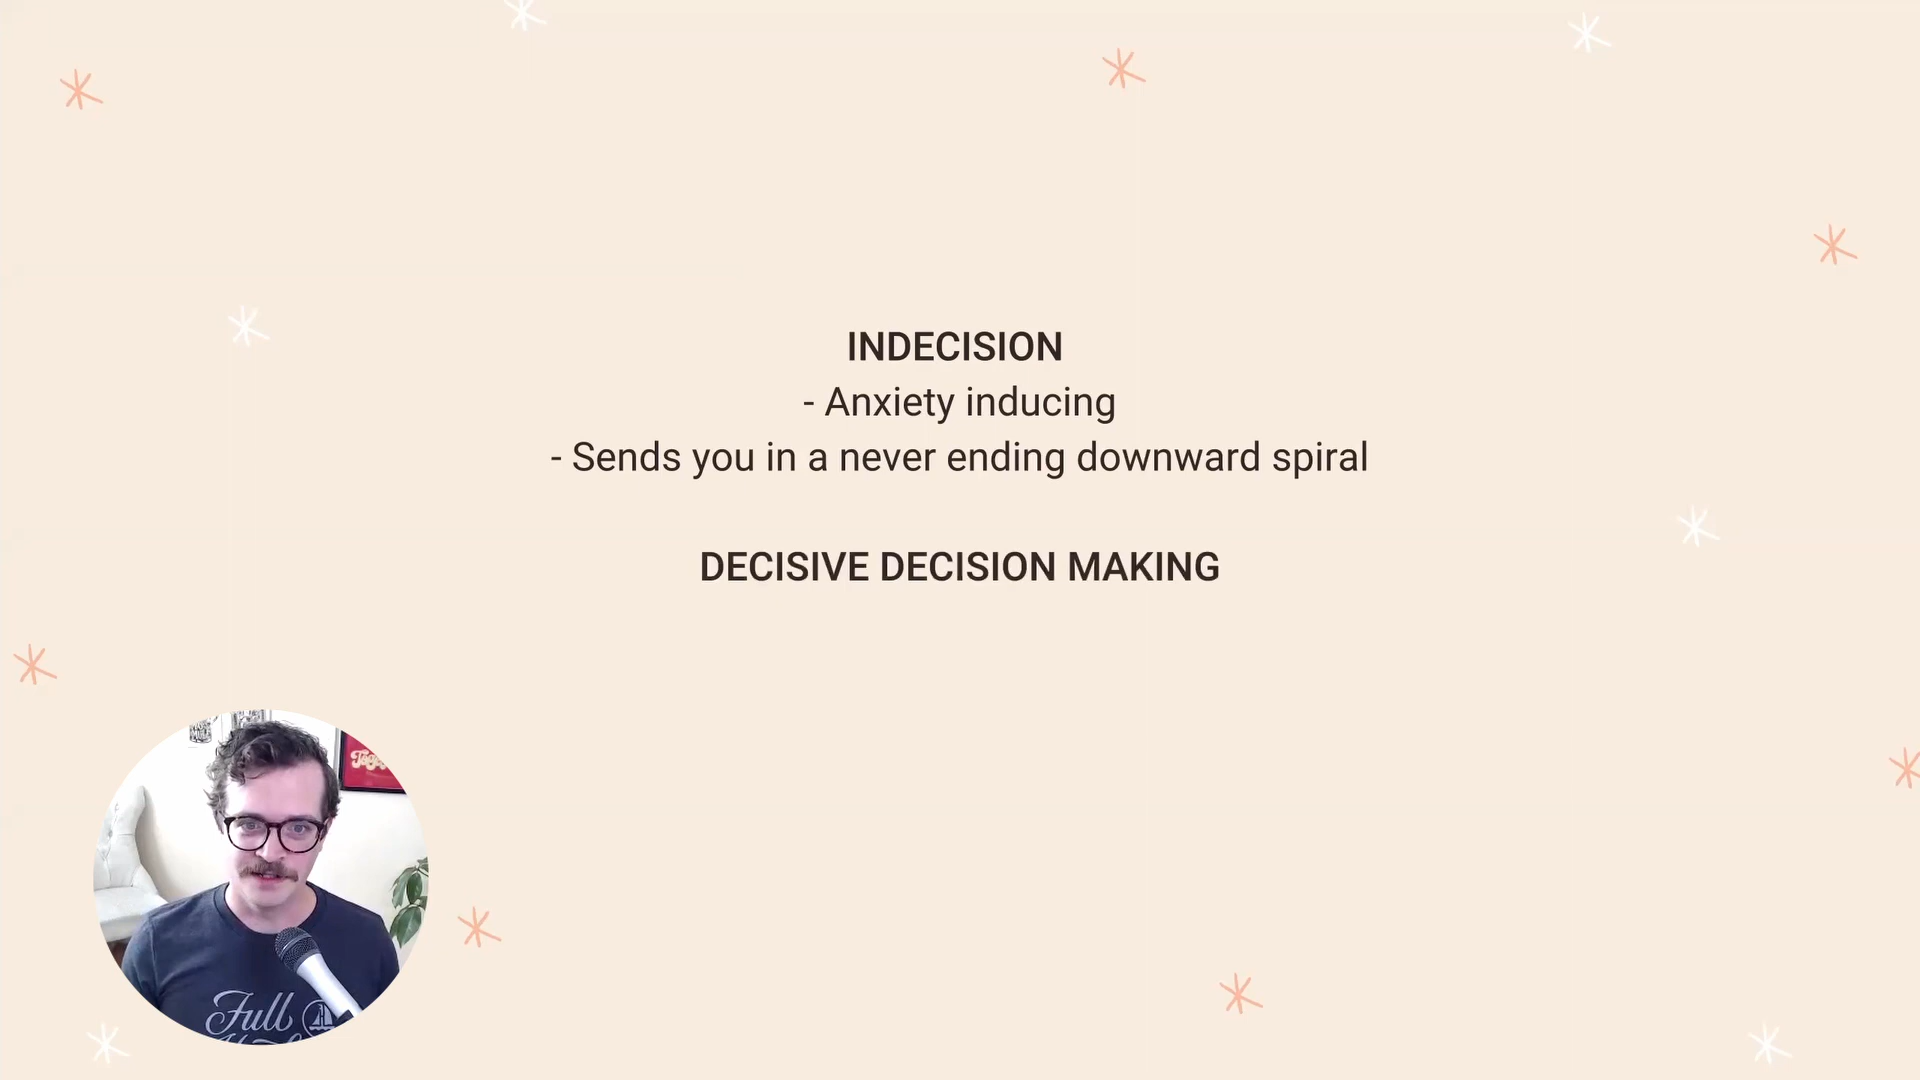 INDECISION
- Anxiety inducing
- Sends you in a never ending downward spiral
DECISIVE DECISION MAKING
Full